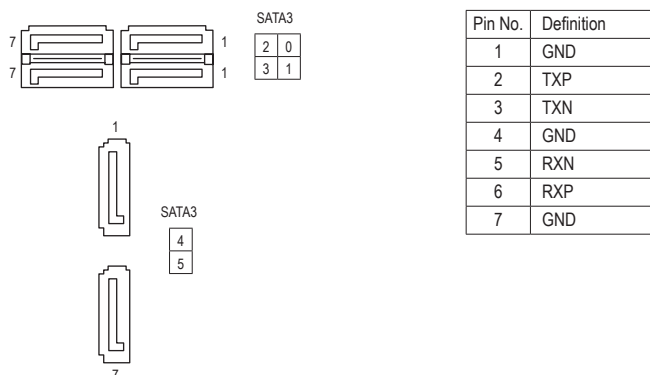 SATA3
7 1
2 0
7 1
3 1
1
SATA3
4
5
7
Pin No. Definition
1 GND
2 TXP
3 TXN
4 GND
5 RXN
6 RXP
7 GND